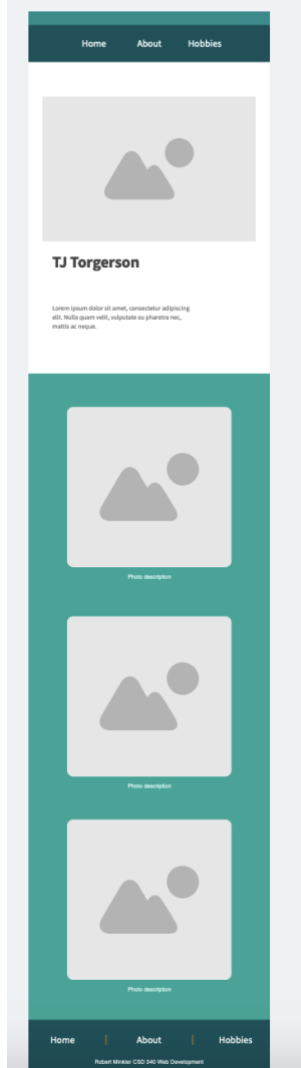 Home About Hobbies
TJ Torgerson
Lorem ipsum dolor sit amet, consectetur adipiscing
elit. Nulla quam velit, vulputate eu pharetra nec,
mattis ac neque.
Photo description
Photo description
Photo description
Home | About | Hobbies
Robert Minkler CSD 340 Web Development